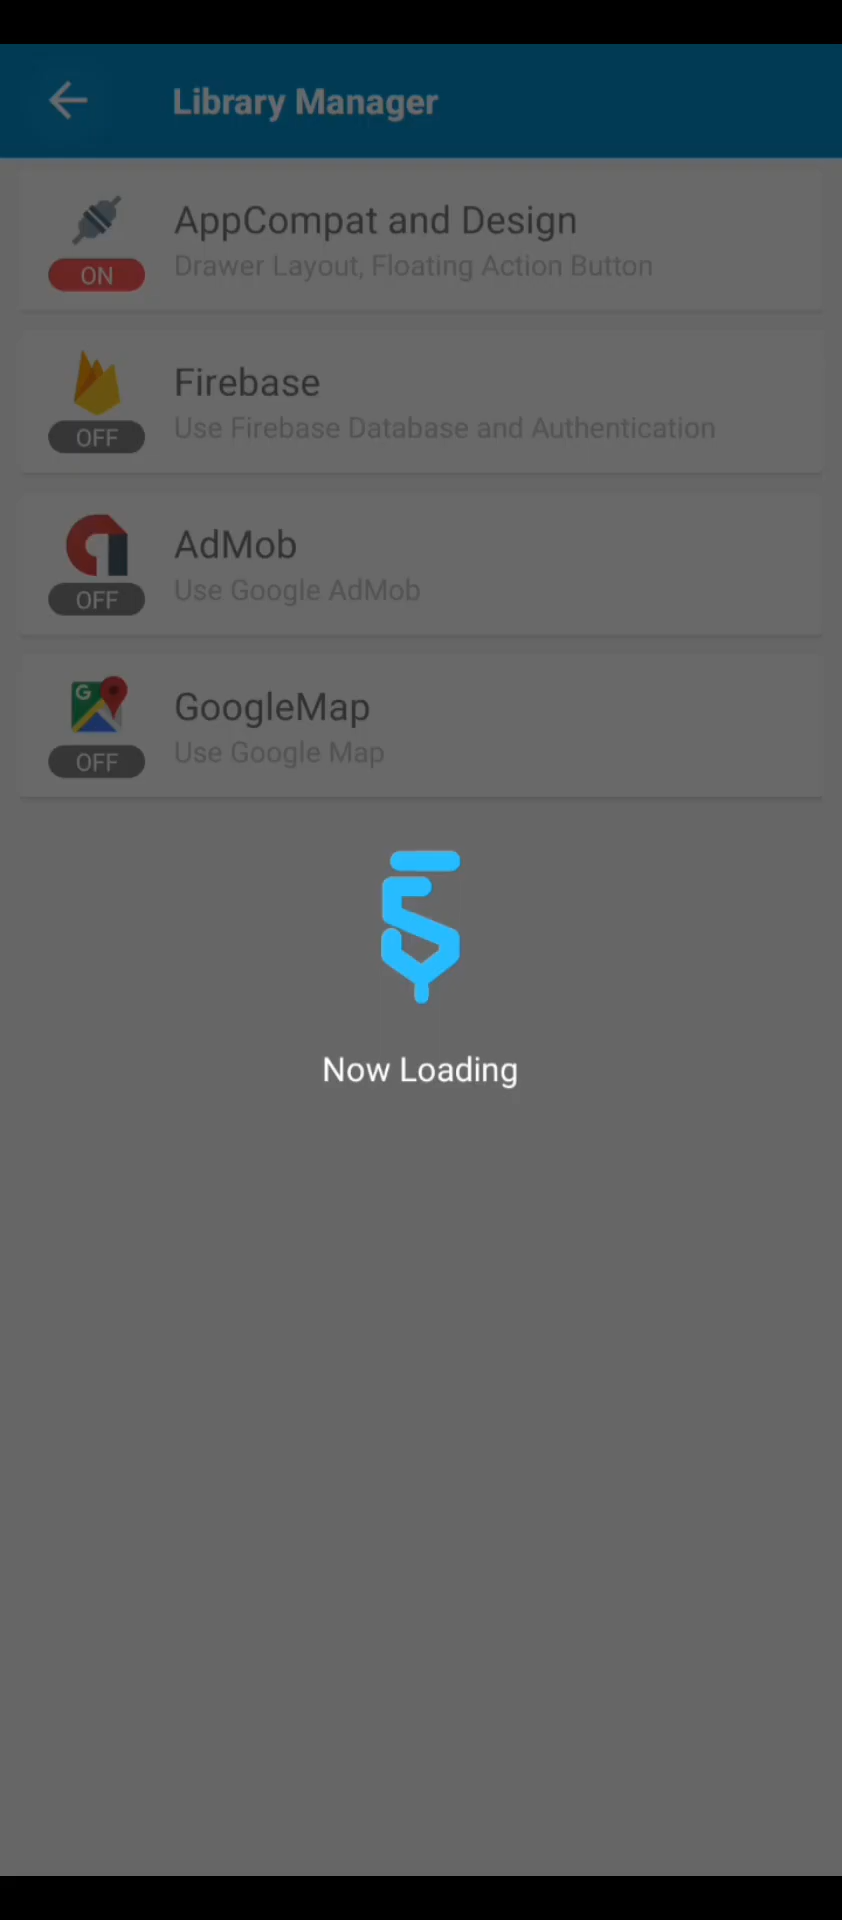 Library Manager
AppCompat and Design
ON
Drawer Layout, Floating Action Button
Firebase
OFF
Use Firebase Database and Authentication
AdMob
OFF
Use Google AdMob
G
GoogleMap
OFF
Use Google Map
Now Loading